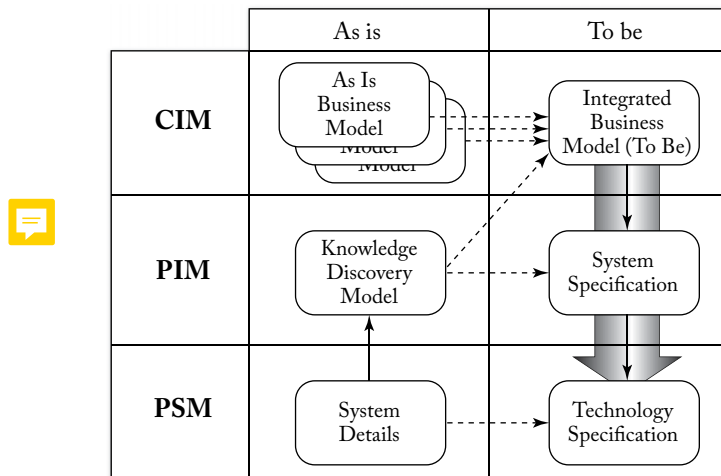 As is
To be
CIM
As Is
Business
Model
Model
Model
Integrated
Business
Model (To Be)
PIM
Knowledge
Discovery
Model
System
Specification
PSM
System
Details
Technology
Specification